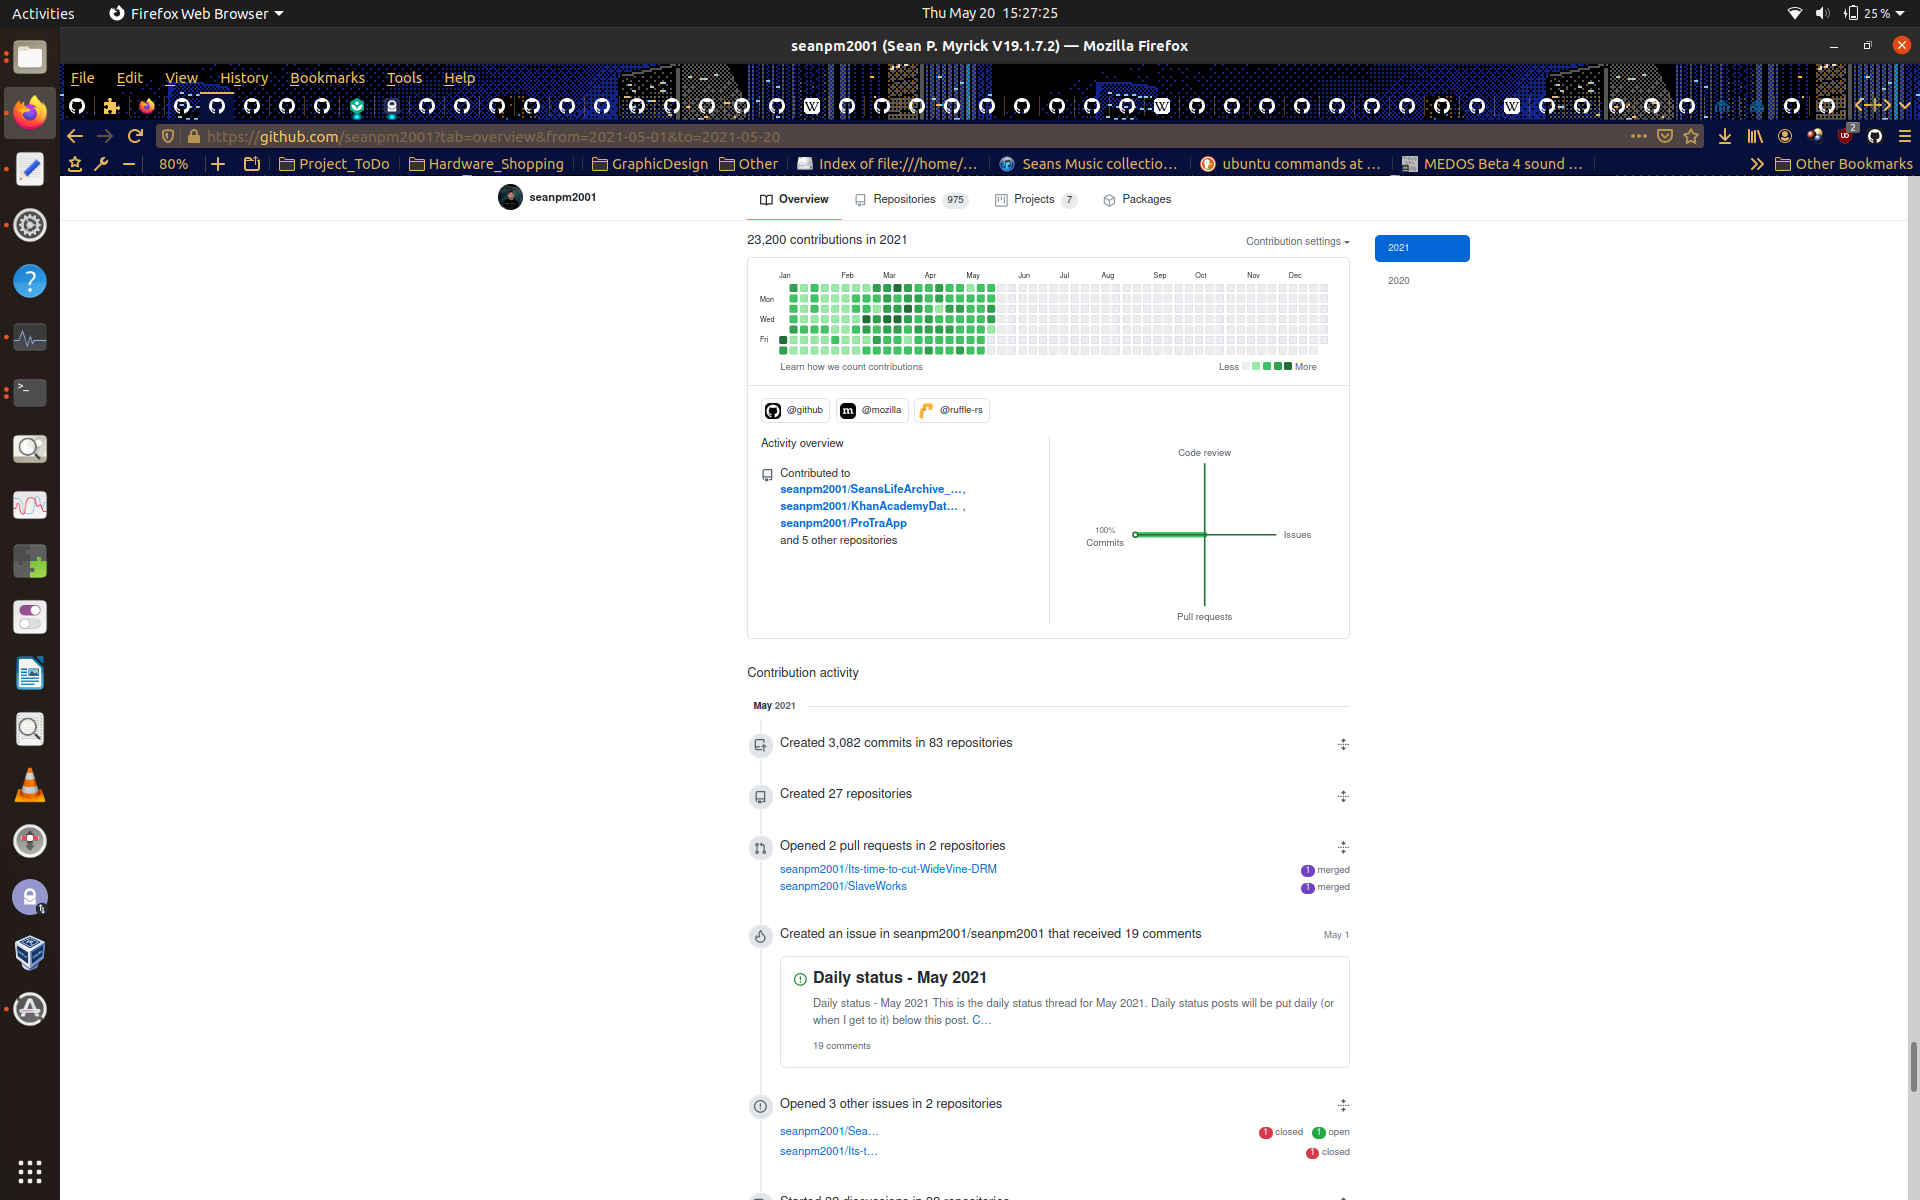 Activities
Firefox Web Browser
Thu May 20 15:27:25
25 %
seanpm2001 (Sean P. Myrick V19.1.7.2) — Mozilla Firefox
File Edit View History Bookmarks Tools Help
https://github.com/seanpm2001?tab=overview&from=2021-05-01&to=2021-05-20
2
80%
Project_ToDo
Hardware_Shopping
GraphicDesign
Other
Index of file:///home/…
Seans Music collectio…
ubuntu commands at …
MEDOS Beta 4 sound …
Other Bookmarks
seanpm2001
Overview
Repositories 975
Projects 7
Packages
23,200 contributions in 2021
Contribution settings
2021
2020
Jan Feb Mar Apr May Jun Jul Aug Sep Oct Nov Dec
Mon
Wed
Fri
Learn how we count contributions
Less More
@github
@mozilla
@ruffle-rs
Activity overview
Contributed to
seanpm2001/SeansLifeArchive_…,
seanpm2001/KhanAcademyDat… ,
seanpm2001/ProTraApp
and 5 other repositories
Code review
100%
Commits
Issues
Pull requests
Contribution activity
May 2021
Created 3,082 commits in 83 repositories
Created 27 repositories
Opened 2 pull requests in 2 repositories
seanpm2001/Its-time-to-cut-WideVine-DRM
1 merged
seanpm2001/SlaveWorks
1 merged
Created an issue in seanpm2001/seanpm2001 that received 19 comments
May 1
Daily status - May 2021
Daily status - May 2021 This is the daily status thread for May 2021. Daily status posts will be put daily (or
when I get to it) below this post. C…
19 comments
Opened 3 other issues in 2 repositories
seanpm2001/Sea…
1 closed 1 open
seanpm2001/Its-t…
1 closed